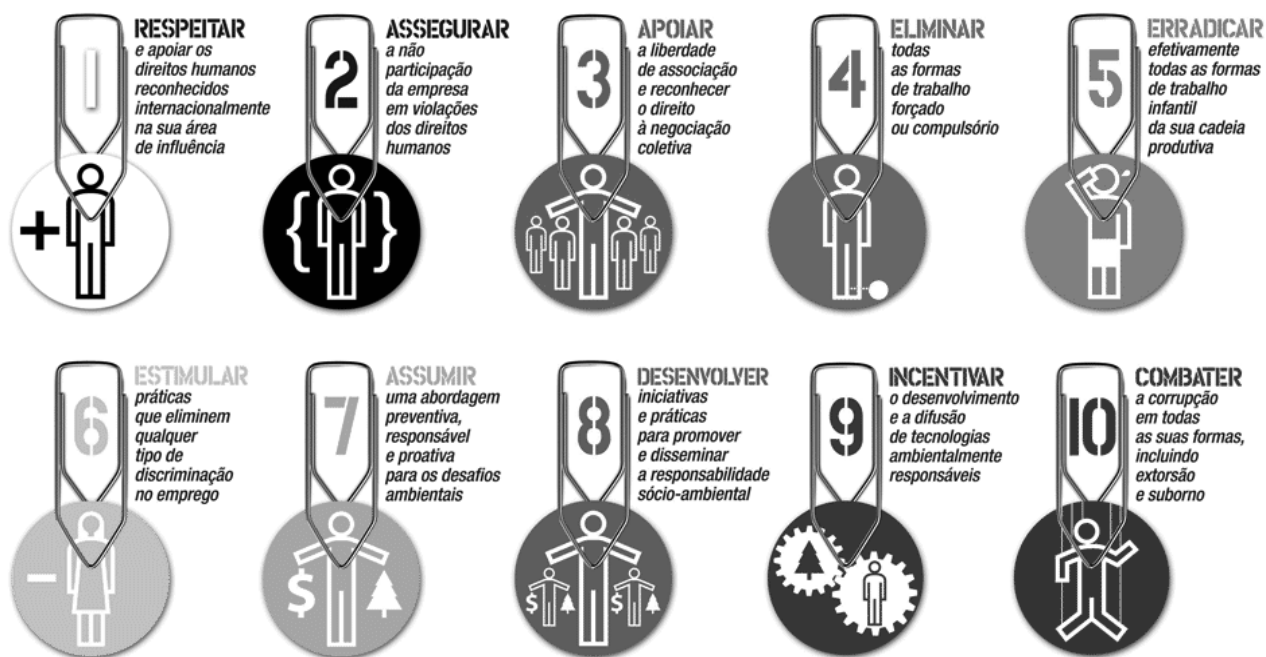 1
RESPEITAR
e apoiar os
direitos humanos
reconhecidos
internacionalmente
na sua área
de influência
2
ASSEGURAR
a não
participação
da empresa
em violações
dos direitos
humanos
3
APOIAR
a liberdade
de associação
e reconhecer
o direito
à negociação
coletiva
4
ELIMINAR
todas
as formas
de trabalho
forçado
ou compulsório
5
ERRADICAR
efetivamente
todas as formas
de trabalho
infantil
da sua cadeia
produtiva
6
ESTIMULAR
práticas
que eliminem
qualquer
tipo de
discriminação
no emprego
7
ASSUMIR
uma abordagem
preventiva,
responsável
e proativa
para os desafios
ambientais
8
DESENVOLVER
iniciativas
e práticas
para promover
e disseminar
a responsabilidade
sócio-ambiental
9
INCENTIVAR
o desenvolvimento
e a difusão
de tecnologias
ambientalmente
responsáveis
10
COMBATER
a corrupção
em todas
as suas formas,
incluindo
extorsão
e suborno